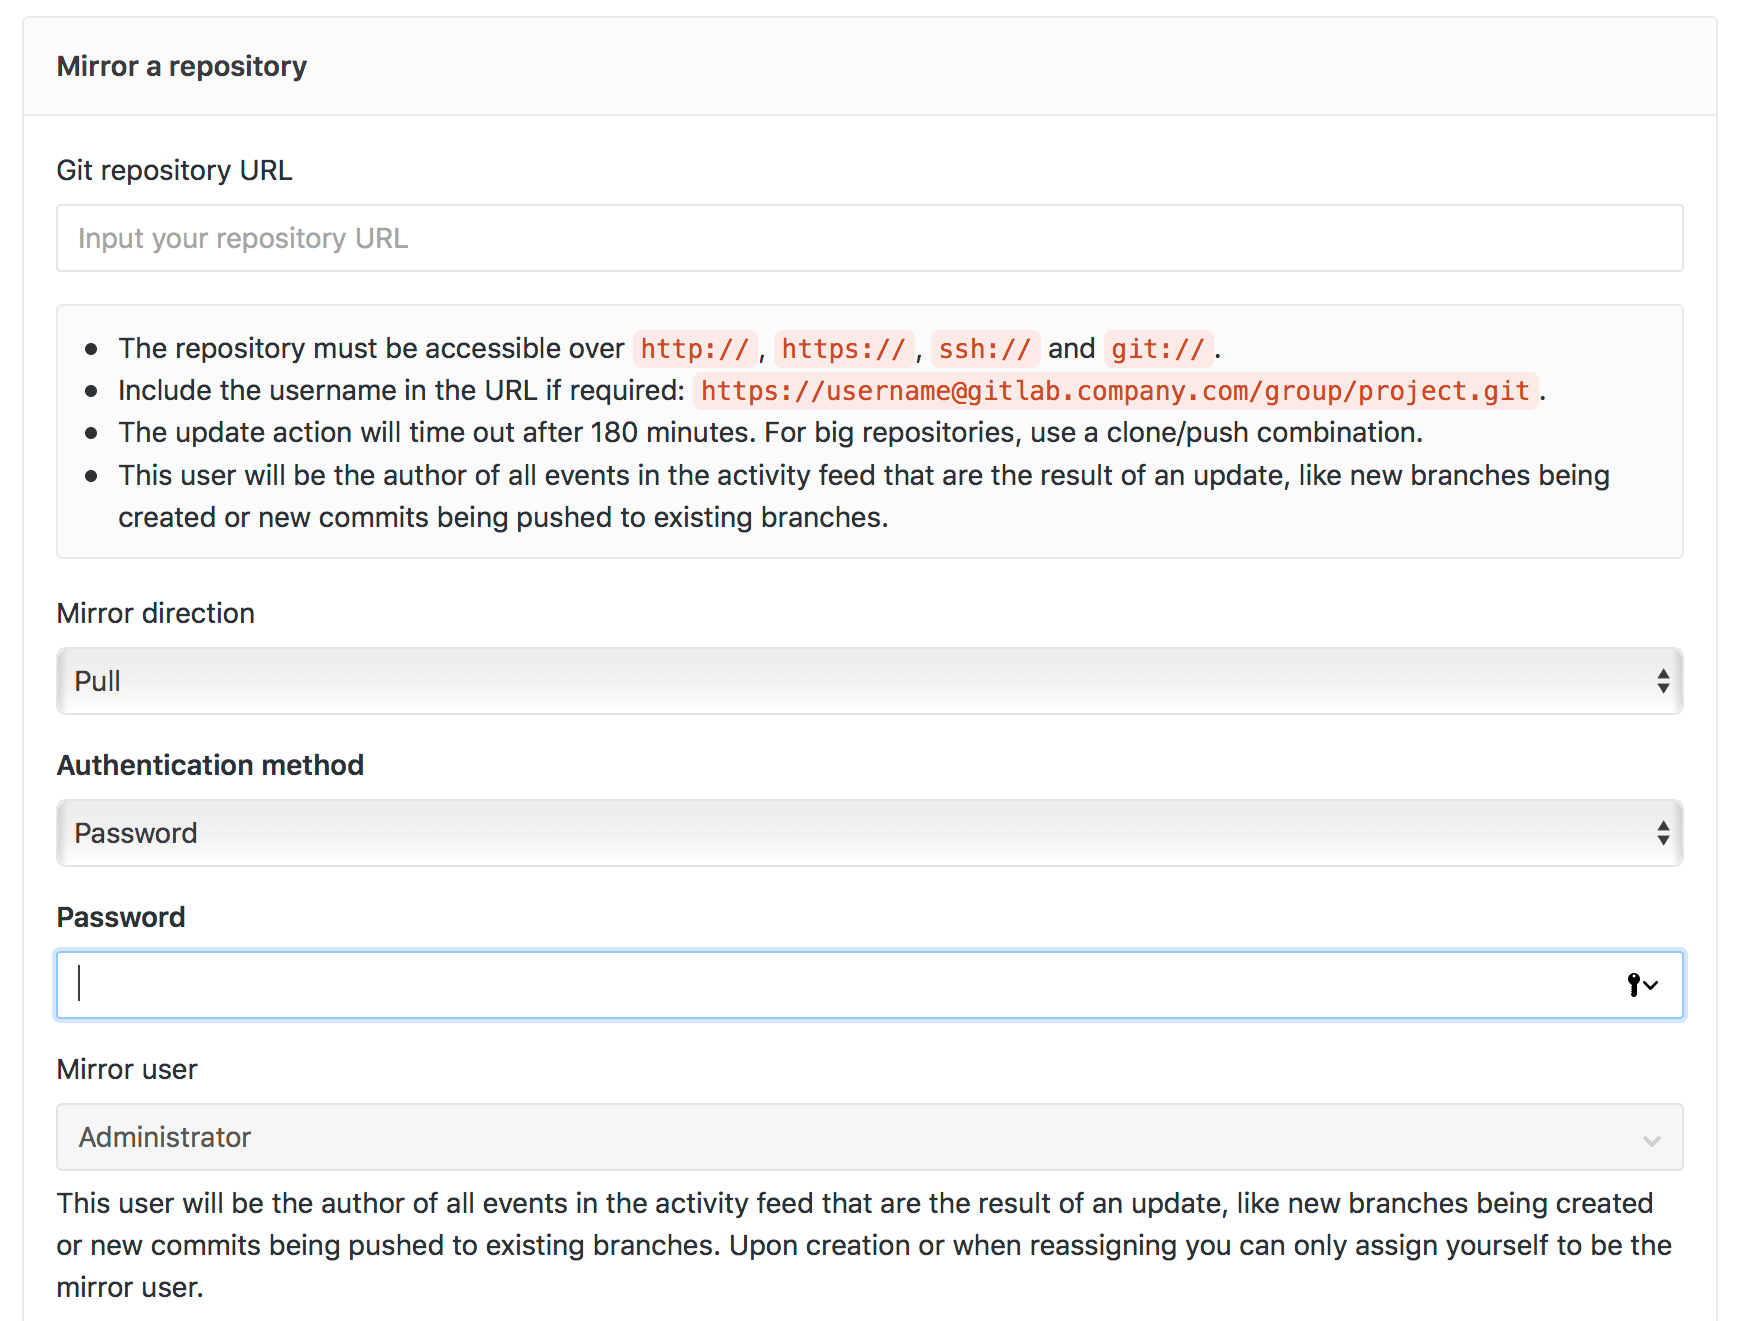 Mirror a repository
Git repository URL
Input your repository URL
The repository must be accessible over http://, https://, ssh:// and git://.
Include the username in the URL if required: https://username@gitlab.company.com/group/project.git.
The update action will time out after 180 minutes. For big repositories, use a clone/push combination.
This user will be the author of all events in the activity feed that are the result of an update, like new branches being
created or new commits being pushed to existing branches.
Mirror direction
Pull
Authentication method
Password
Password
Mirror user
Administrator
This user will be the author of all events in the activity feed that are the result of an update, like new branches being created
or new commits being pushed to existing branches. Upon creation or when reassigning you can only assign yourself to be the
mirror user.